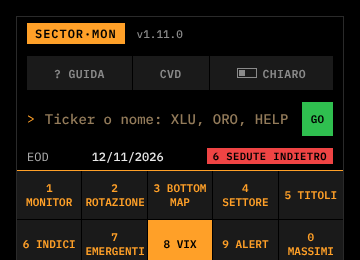 SECTOR·MON v1.11.0
? GUIDA CVD CHIARO
> Ticker o nome: XLU, ORO, HELP GO
EOD 12/11/2026 6 SEDUTE INDIETRO
1 MONITOR
2 ROTAZIONE
3 BOTTOM MAP
4 SETTORE
5 TITOLI
6 INDICI
7 EMERGENTI
8 VIX
9 ALERT
0 MASSIMI